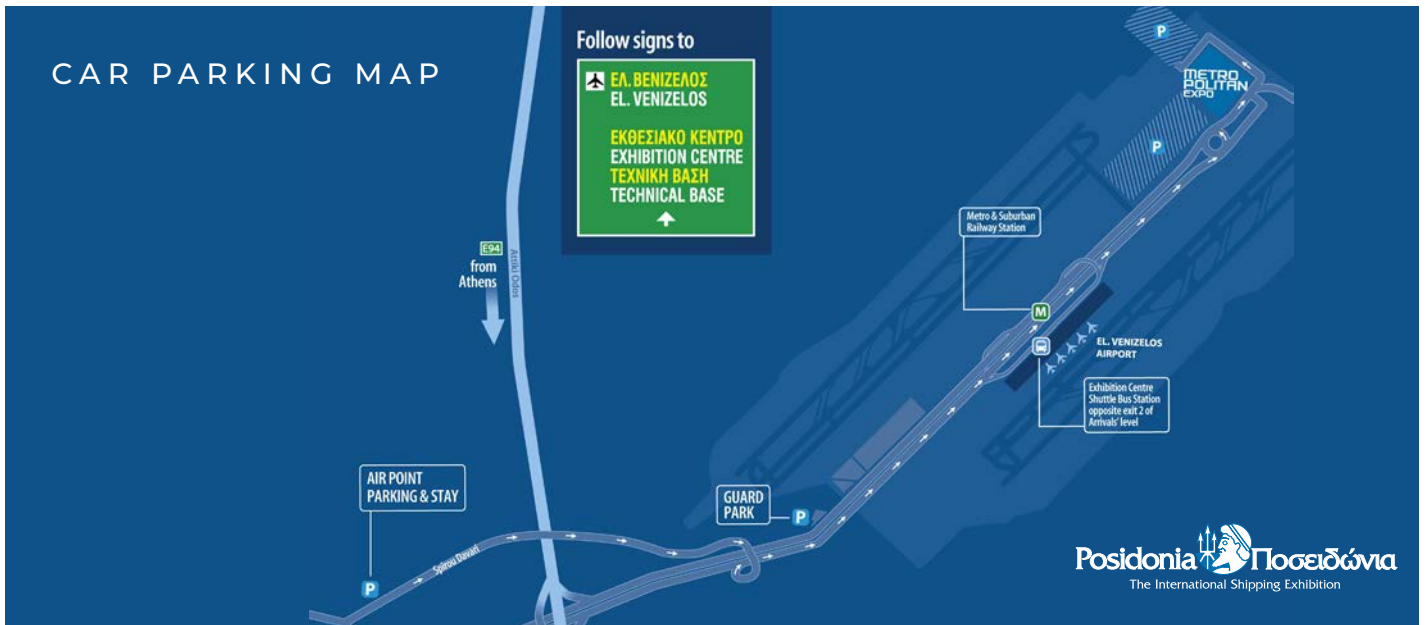 CAR PARKING MAP
Follow signs to
ΕΛ. ΒΕΝΙΖΕΛΟΣ
EL. VENIZELOS
ΕΚΘΕΣΙΑΚΟ ΚΕΝΤΡΟ
EXHIBITION CENTRE
ΤΕΧΝΙΚΗ ΒΑΣΗ
TECHNICAL BASE
P
METRO
POLITAN
EXPO
P
Metro & Suburban
Railway Station
E94
from
Athens
Attiki Odos
M
EL. VENIZELOS
AIRPORT
Exhibition Centre
Shuttle Bus Station
opposite exit 2 of
Arrivals' level
AIR POINT
PARKING & STAY
P
GUARD
PARK
P
Spirou Davari
Posidonia Ποσειδώνια
The International Shipping Exhibition